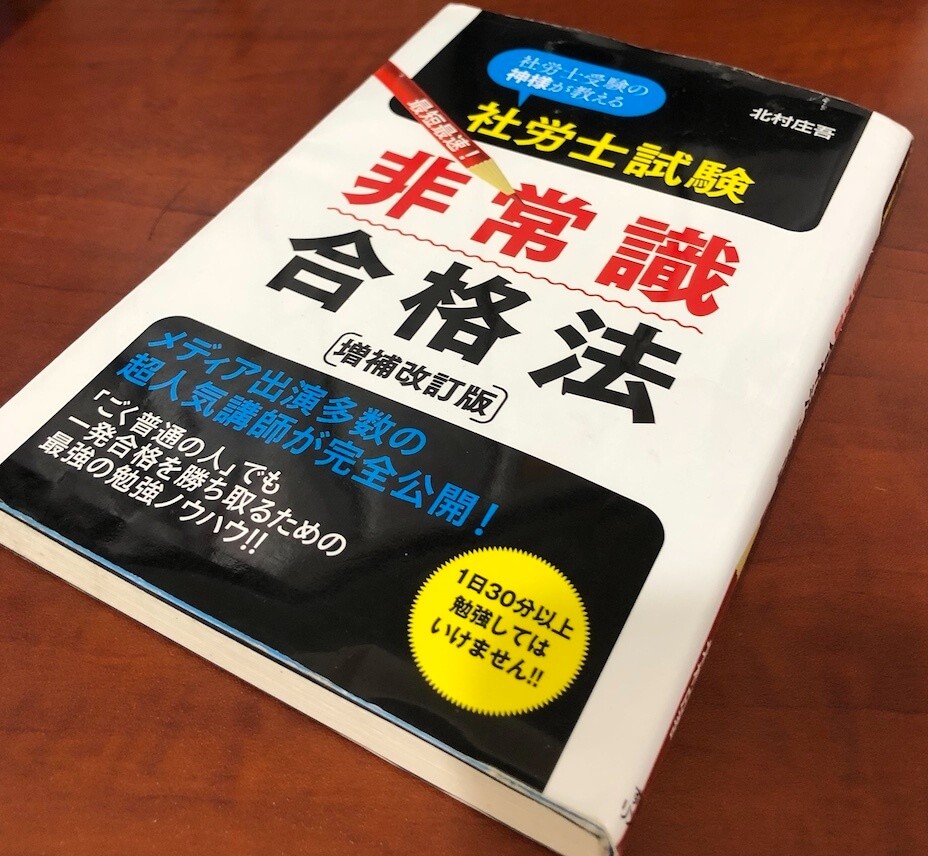 社労士受験の
神様が教える
北村庄吾
最短最速!
社労士試験
非常識
合格法
増補改訂版
メディア出演多数の
超人気講師が完全公開!
「ごく普通の人」でも
一発合格を勝ち取るための
最強の勉強ノウハウ!!
1日30分以上
勉強しては
いけません!!